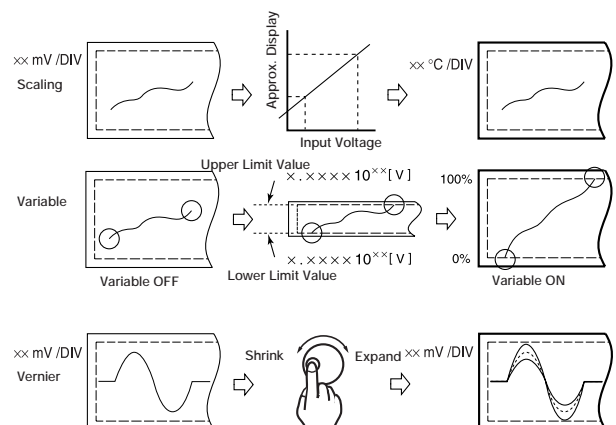 ×× mV /DIV
Scaling
Approx. Display
Input Voltage
×× °C /DIV
Variable
Variable OFF
Upper Limit Value
×.×××× 10××[ V ]
×.×××× 10××[ V ]
Lower Limit Value
100%
0%
Variable ON
×× mV /DIV
Vernier
Shrink
Expand
×× mV /DIV